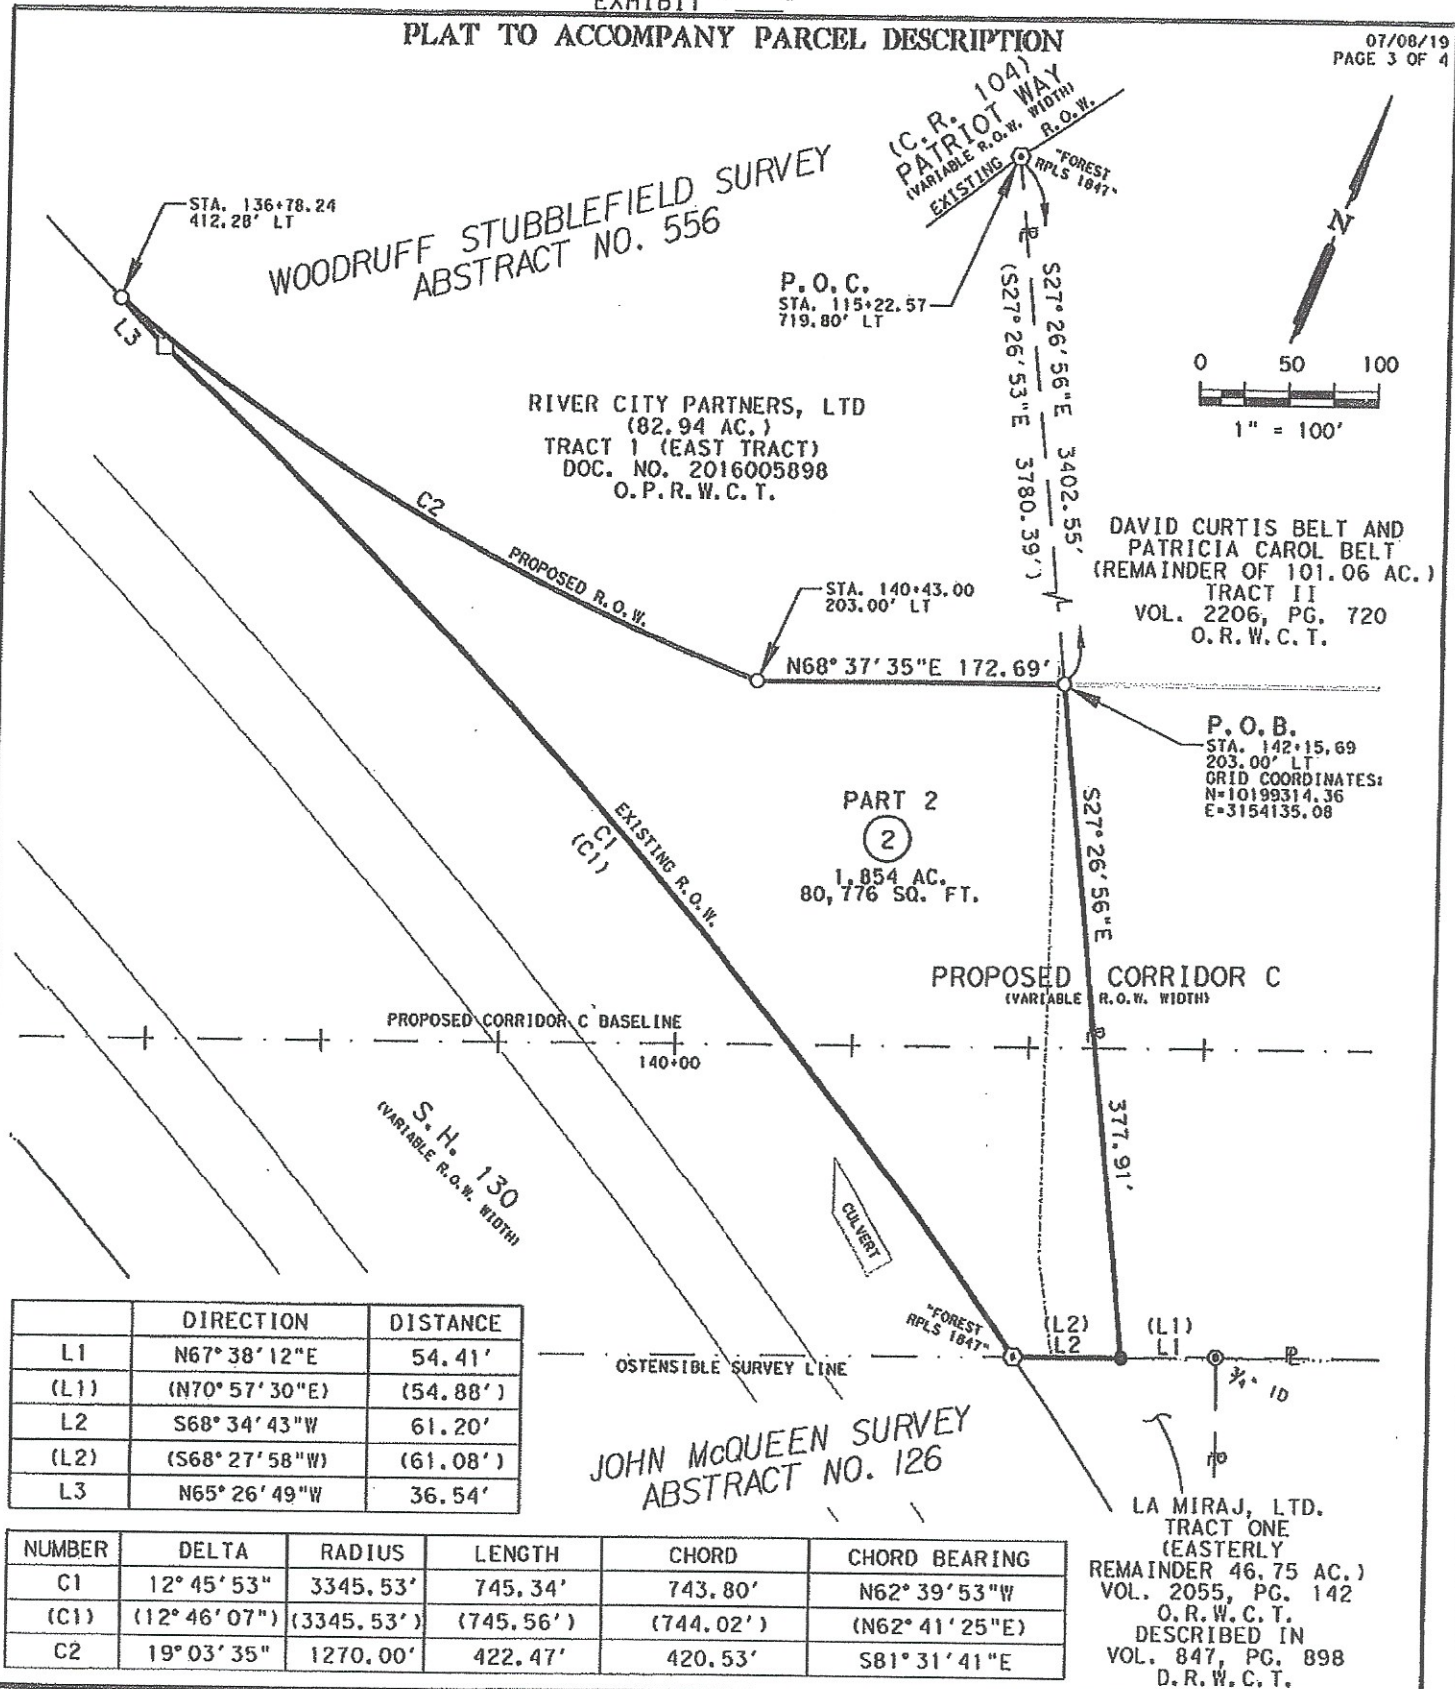 EXHIBIT
PLAT TO ACCOMPANY PARCEL DESCRIPTION
07/08/19
PAGE 3 OF 4
(C.R. 104)
PATRIOT WAY
(VARIABLE R.O.W. WIDTH)
EXISTING R.O.W.
"FOREST
RPLS 1847"
STA. 136+78.24
412.28' LT
WOODRUFF STUBBLEFIELD SURVEY
ABSTRACT NO. 556
N
P.O.C.
STA. 115+22.57
719.80' LT
S27°26'56"E 3402.55'
(S27°26'53"E 3780.39')
L3
0 50 100
1" = 100'
RIVER CITY PARTNERS, LTD
(82.94 AC.)
TRACT 1 (EAST TRACT)
DOC. NO. 2016005898
O.P.R.W.C.T.
C2
PROPOSED R.O.W.
DAVID CURTIS BELT AND
PATRICIA CAROL BELT
(REMAINDER OF 101.06 AC.)
TRACT II
VOL. 2206, PG. 720
O.R.W.C.T.
STA. 140+43.00
203.00' LT
N68°37'35"E 172.69'
P.O.B.
STA. 142+15.69
203.00' LT
GRID COORDINATES:
N=10199314.36
E=3154135.08
PART 2
2
1.854 AC.
80,776 SQ. FT.
EXISTING R.O.W.
C1
(C1)
S27°26'56"E
377.91'
PROPOSED CORRIDOR C
(VARIABLE R.O.W. WIDTH)
PROPOSED CORRIDOR C BASELINE
140+00
S.H. 130
(VARIABLE R.O.W. WIDTH)
CULVERT
"FOREST
RPLS 1847"
(L2)
L2
(L1)
L1
OSTENSIBLE SURVEY LINE
3/4" ID
JOHN McQUEEN SURVEY
ABSTRACT NO. 126
LA MIRAJ, LTD.
TRACT ONE
(EASTERLY
REMAINDER 46.75 AC.)
VOL. 2055, PG. 142
O.R.W.C.T.
DESCRIBED IN
VOL. 847, PG. 898
D.R.W.C.T.
DIRECTION DISTANCE
L1 N67°38'12"E 54.41'
(L1) (N70°57'30"E) (54.88')
L2 S68°34'43"W 61.20'
(L2) (S68°27'58"W) (61.08')
L3 N65°26'49"W 36.54'
NUMBER DELTA RADIUS LENGTH CHORD CHORD BEARING
C1 12°45'53" 3345.53' 745.34' 743.80' N62°39'53"W
(C1) (12°46'07") (3345.53') (745.56') (744.02') (N62°41'25"E)
C2 19°03'35" 1270.00' 422.47' 420.53' S81°31'41"E